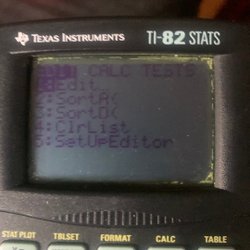 TEXAS INSTRUMENTS TI-82 STATS
EDIT CALC TESTS
1:Edit…
2:SortA(
3:SortD(
4:ClrList
5:SetUpEditor
STAT PLOT TBLSET FORMAT CALC TABLE